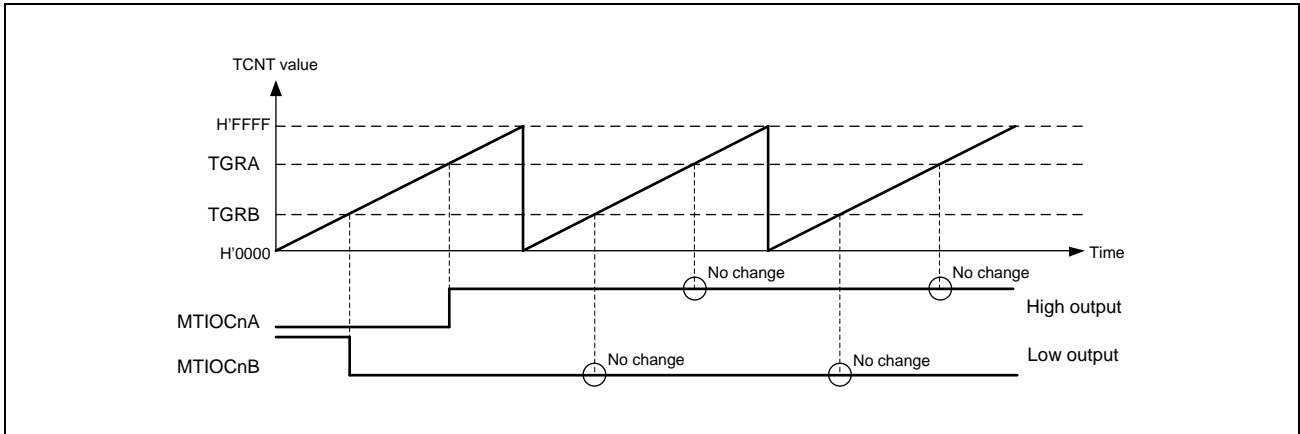 TCNT value
H'FFFF
TGRA
TGRB
H'0000
Time
No change
No change
High output
MTIOCnA
No change
No change
Low output
MTIOCnB